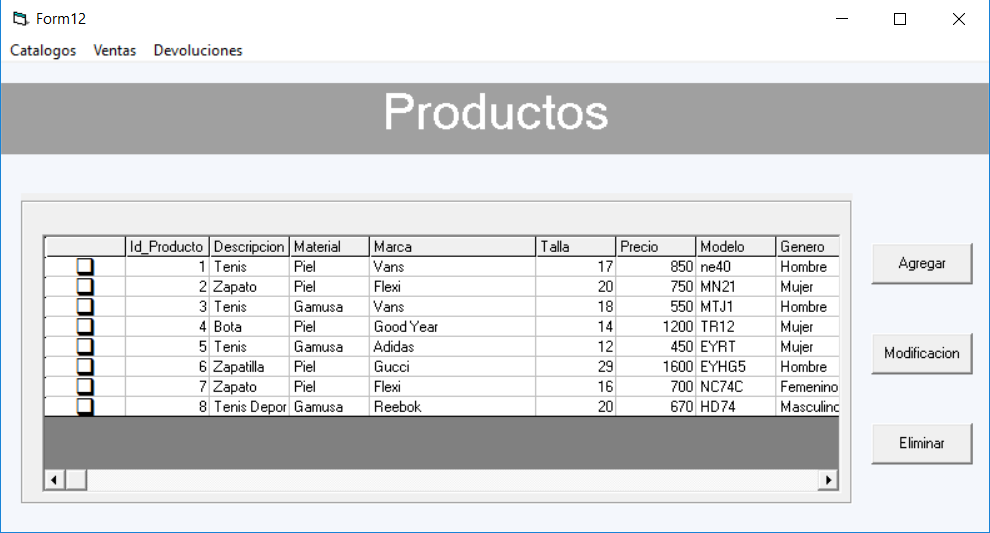 Form12
Catalogos Ventas Devoluciones
Productos
Id_Producto Descripcion Material Marca Talla Precio Modelo Genero
1 Tenis Piel Vans 17 850 ne40 Hombre
2 Zapato Piel Flexi 20 750 MN21 Mujer
3 Tenis Gamusa Vans 18 550 MTJ1 Hombre
4 Bota Piel Good Year 14 1200 TR12 Mujer
5 Tenis Gamusa Adidas 12 450 EYRT Mujer
6 Zapatilla Piel Gucci 29 1600 EYHG5 Hombre
7 Zapato Piel Flexi 16 700 NC74C Femenino
8 Tenis Depor Gamusa Reebok 20 670 HD74 Masculino
Agregar
Modificacion
Eliminar